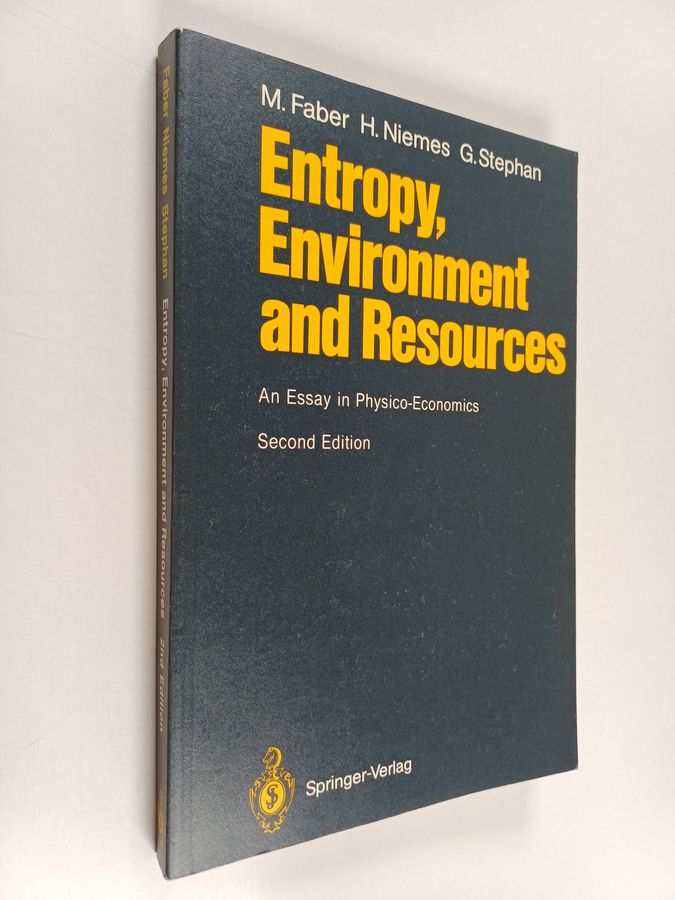 M. Faber H. Niemes G. Stephan
Entropy,
Environment
and Resources
An Essay in Physico-Economics
Second Edition
Springer-Verlag
Faber Niemes Stephan Entropy, Environment and Resources 2nd Edition